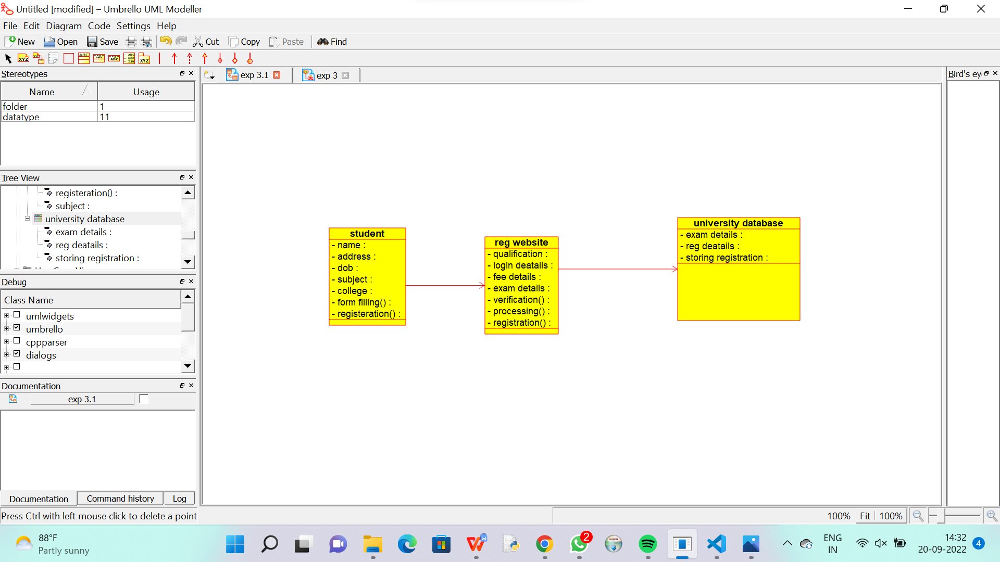 Untitled [modified] – Umbrello UML Modeller
File Edit Diagram Code Settings Help
New Open Save Cut Copy Paste Find
Stereotypes
Name Usage
folder 1
datatype 11
Tree View
registeration() :
subject :
university database
exam details :
reg deatails :
storing registration :
Debug
Class Name
umlwidgets
umbrello
cppparser
dialogs
Documentation
exp 3.1
Documentation Command history Log
Press Ctrl with left mouse click to delete a point
exp 3.1 exp 3
Bird's ey
student
- name :
- address :
- dob :
- subject :
- college :
- form filling() :
- registeration() :
reg website
- qualification :
- login deatails :
- fee details :
- exam details :
- verification() :
- processing() :
- registration() :
university database
- exam details :
- reg deatails :
- storing registration :
100% Fit 100%
88°F
Partly sunny
2
ENG
IN
14:32
20-09-2022
4